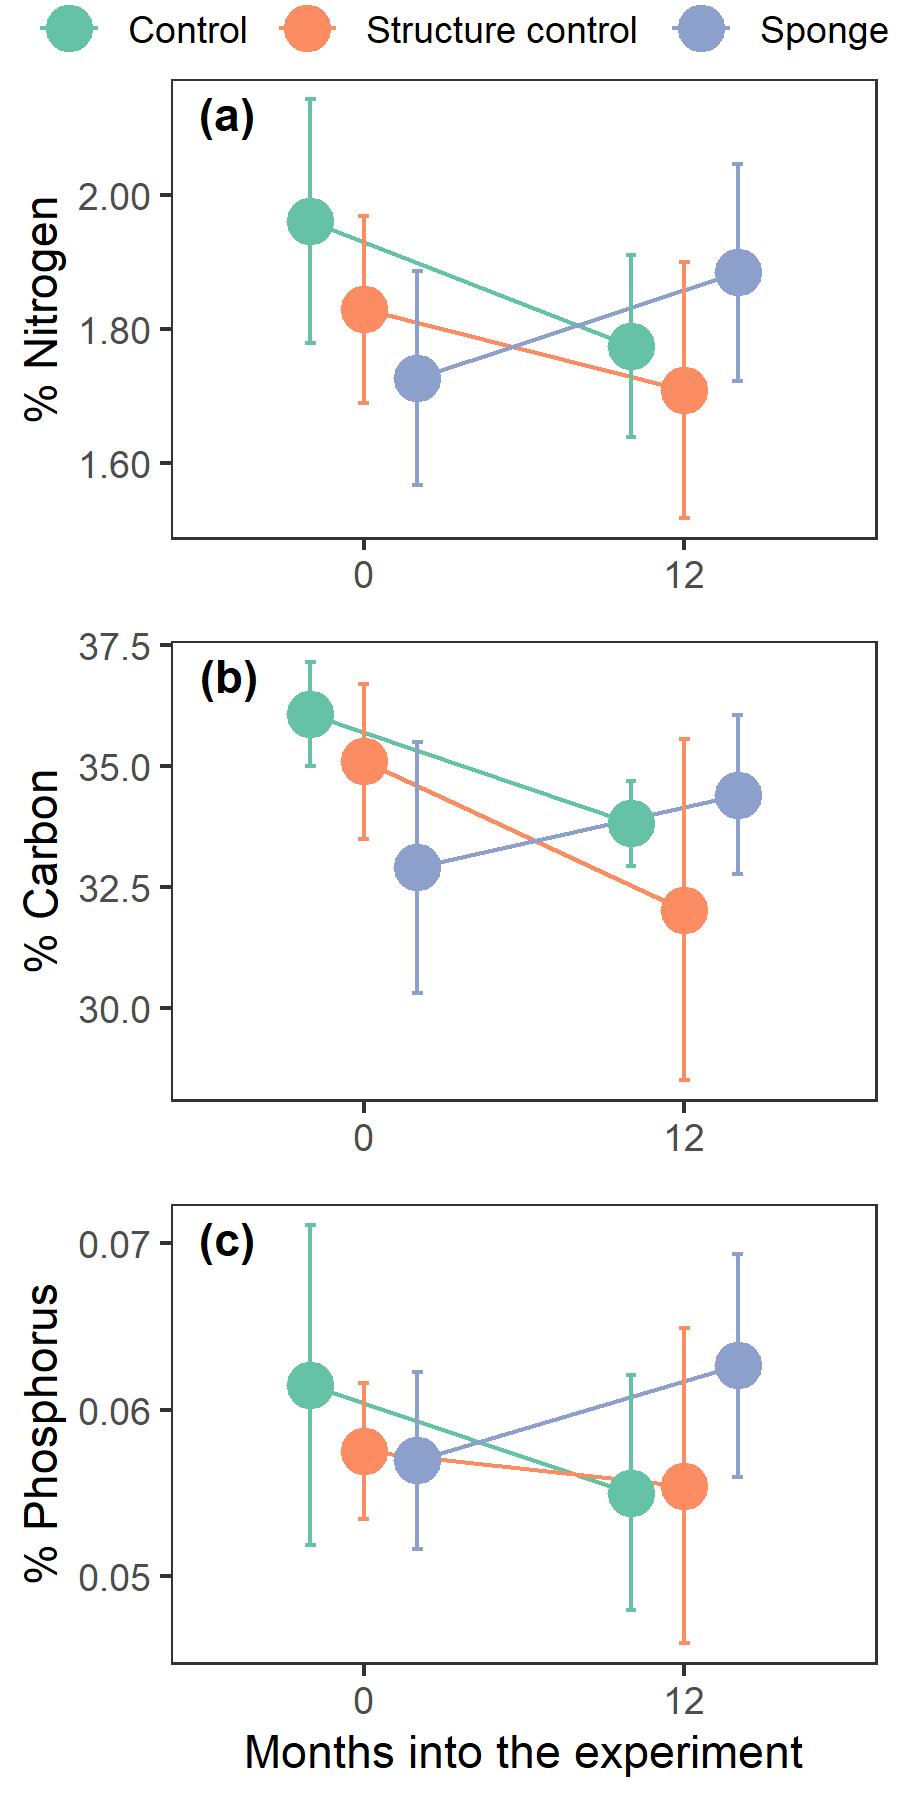 Control Structure control Sponge
(a)
% Nitrogen
2.00
1.80
1.60
0 12
(b)
% Carbon
37.5
35.0
32.5
30.0
0 12
(c)
% Phosphorus
0.07
0.06
0.05
0 12
Months into the experiment